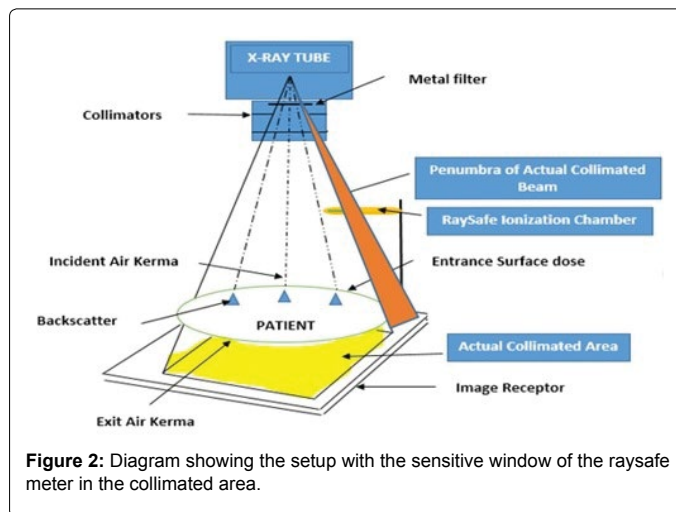 X-RAY TUBE
Metal filter
Collimators
Penumbra of Actual Collimated
Beam
RaySafe Ionization Chamber
Incident Air Kerma
Entrance Surface dose
Backscatter
PATIENT
Actual Collimated Area
Image Receptor
Exit Air Kerma
Figure 2: Diagram showing the setup with the sensitive window of the raysafe
meter in the collimated area.